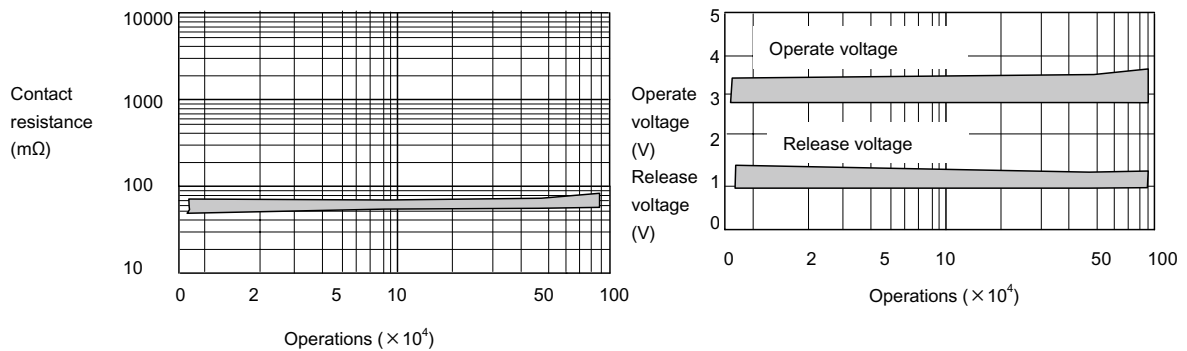 10000
1000
100
10
Contact
resistance
(mΩ)
0 2 5 10 50 100
Operations (×10⁴)
5
4
3
2
1
0
Operate
voltage
(V)
Release
voltage
(V)
Operate voltage
Release voltage
0 2 5 10 50 100
Operations (×10⁴)